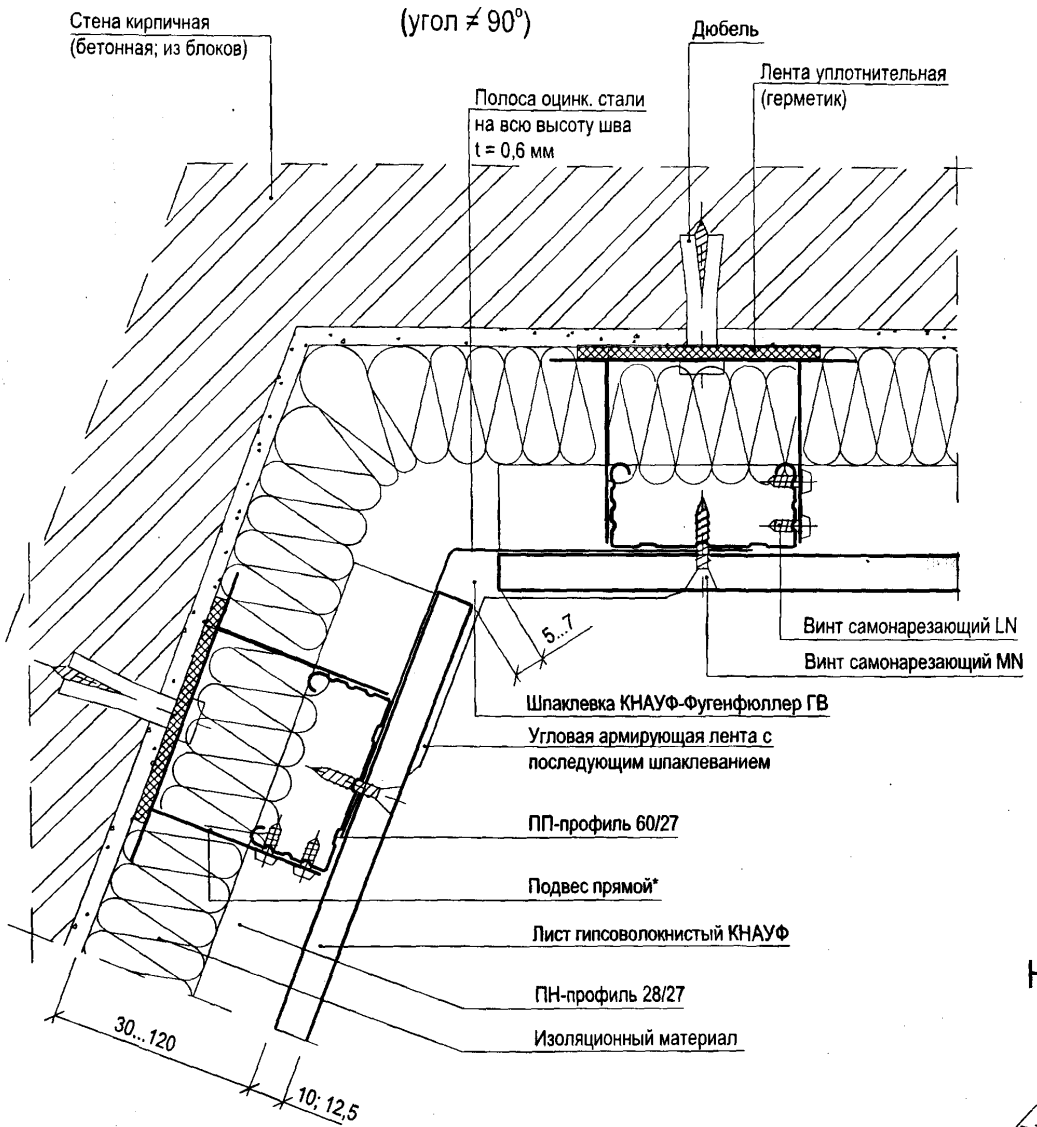 (угол ≠ 90°)
Стена кирпичная
(бетонная; из блоков)
Дюбель
Лента уплотнительная
(герметик)
Полоса оцинк. стали
на всю высоту шва
t = 0,6 мм
5...7
Винт самонарезающий LN
Винт самонарезающий MN
Шпаклевка КНАУФ-Фугенфюллер ГВ
Угловая армирующая лента с
последующим шпаклеванием
ПП-профиль 60/27
Подвес прямой*
Лист гипсоволокнистый КНАУФ
ПН-профиль 28/27
Изоляционный материал
30...120
10; 12,5